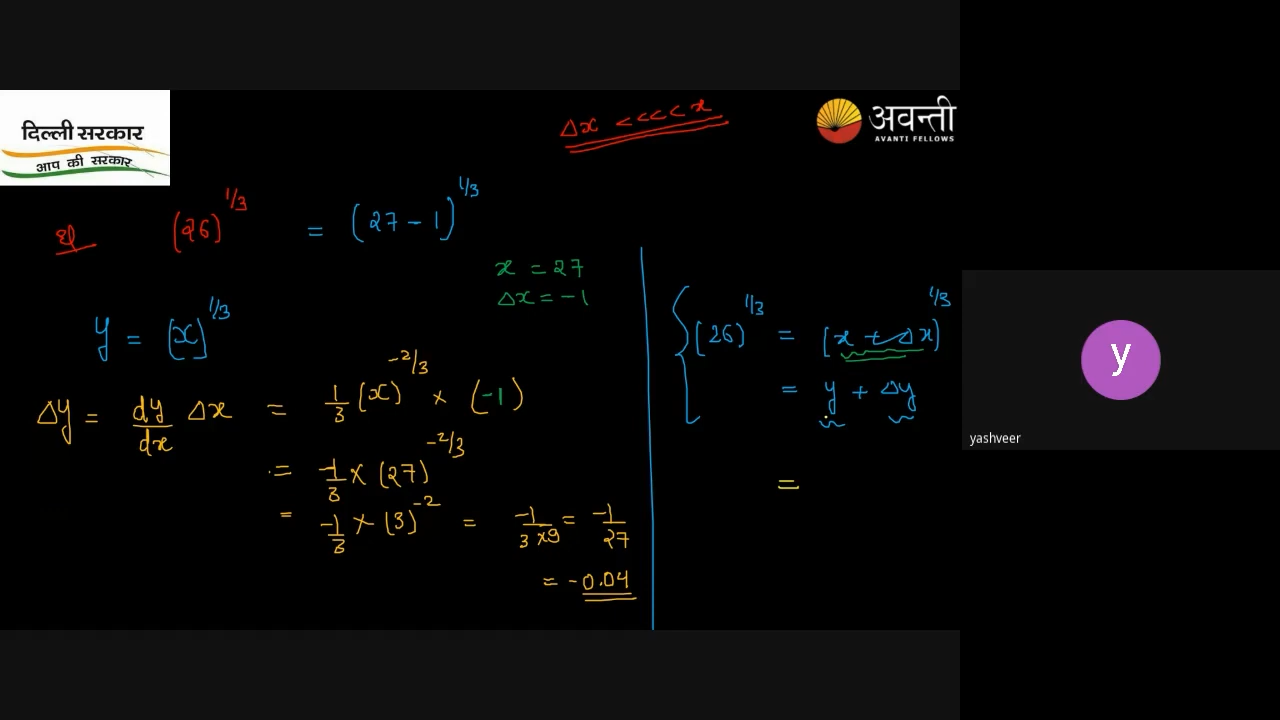 Δx <<<< x
दिल्ली सरकार
आप की सरकार
अवन्ती
AVANTI FELLOWS
(26)^1/3 = (27 - 1)^1/3
x = 27
Δx = -1
y = (x)^1/3
Δy = dy/dx Δx = 1/3 (x)^-2/3 × (-1)
= -1/3 × (27)^-2/3
= -1/3 × (3)^-2 = -1/3×9 = -1/27
= -0.04
(26)^1/3 = (x + Δx)^1/3
= y + Δy
=
y
yashveer